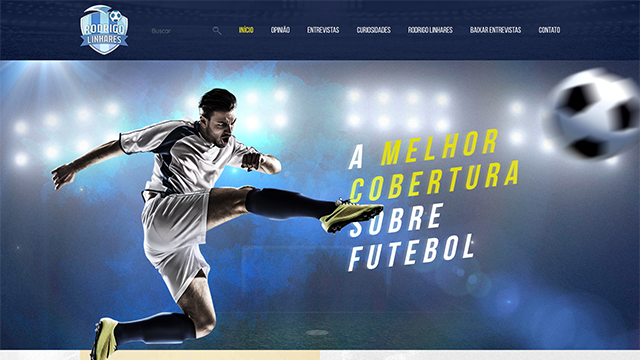 RODRIGO
LINHARES
Buscar
INÍCIO
OPINIÃO
ENTREVISTAS
CURIOSIDADES
RODRIGO LINHARES
BAIXAR ENTREVISTAS
CONTATO
A MELHOR
COBERTURA
SOBRE
FUTEBOL